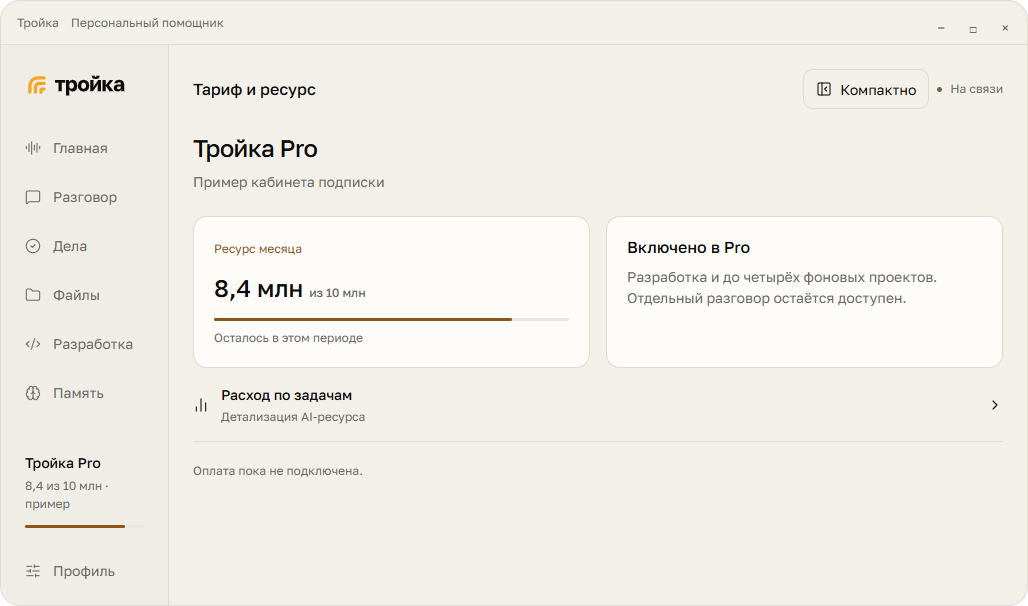 Тройка Персональный помощник
тройка
Главная
Разговор
Дела
Файлы
Разработка
Память
Тройка Pro
8,4 из 10 млн ·
пример
Профиль
Тариф и ресурс
Компактно
На связи
Тройка Pro
Пример кабинета подписки
Ресурс месяца
8,4 млн из 10 млн
Осталось в этом периоде
Включено в Pro
Разработка и до четырёх фоновых проектов.
Отдельный разговор остаётся доступен.
Расход по задачам
Детализация AI-ресурса
Оплата пока не подключена.